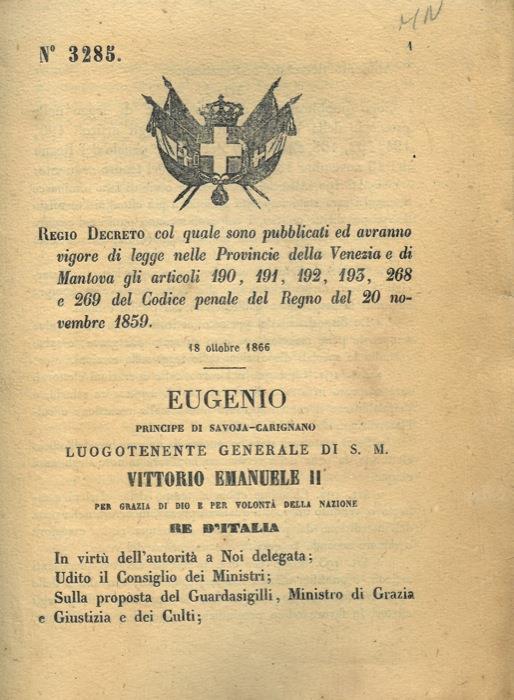 MN
N° 3285.
1
REGIO DECRETO col quale sono pubblicati ed avranno
vigore di legge nelle Provincie della Venezia e di
Mantova gli articoli 190, 191, 192, 193, 268
e 269 del Codice penale del Regno del 20 no-
vembre 1859.
18 ottobre 1866
EUGENIO
PRINCIPE DI SAVOJA-CARIGNANO
LUOGOTENENTE GENERALE DI S. M.
VITTORIO EMANUELE II
PER GRAZIA DI DIO E PER VOLONTÀ DELLA NAZIONE
RE D'ITALIA
In virtù dell'autorità a Noi delegata;
Udito il Consiglio dei Ministri;
Sulla proposta del Guardasigilli, Ministro di Grazia
e Giustizia e dei Culti;